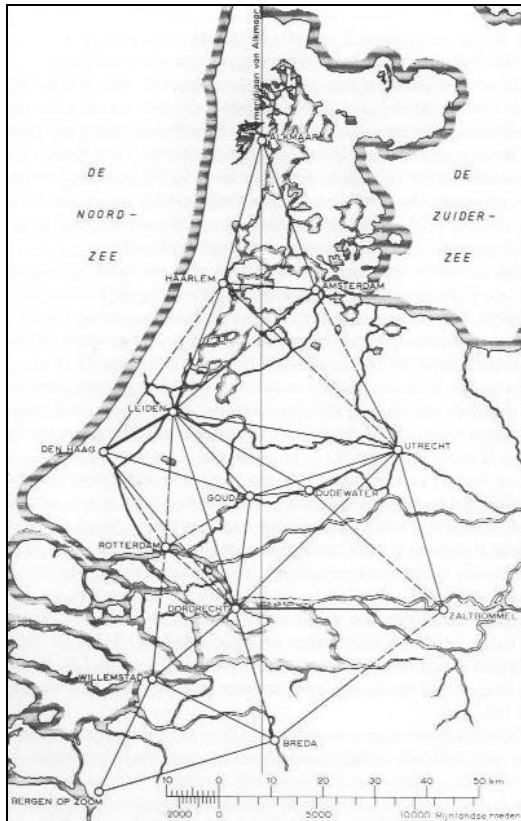 meridiaan van Alkmaar
ALKMAAR
DE
NOORD-
ZEE
DE
ZUIDER-
ZEE
HAARLEM
AMSTERDAM
LEIDEN
DEN HAAG
UTRECHT
GOUDA
OUDEWATER
ROTTERDAM
DORDRECHT
ZALTBOMMEL
WILLEMSTAD
BREDA
BERGEN OP ZOOM
10 0 10 20 30 40 50 km
2000 0 5000 10.000 Rijnlandse roeden